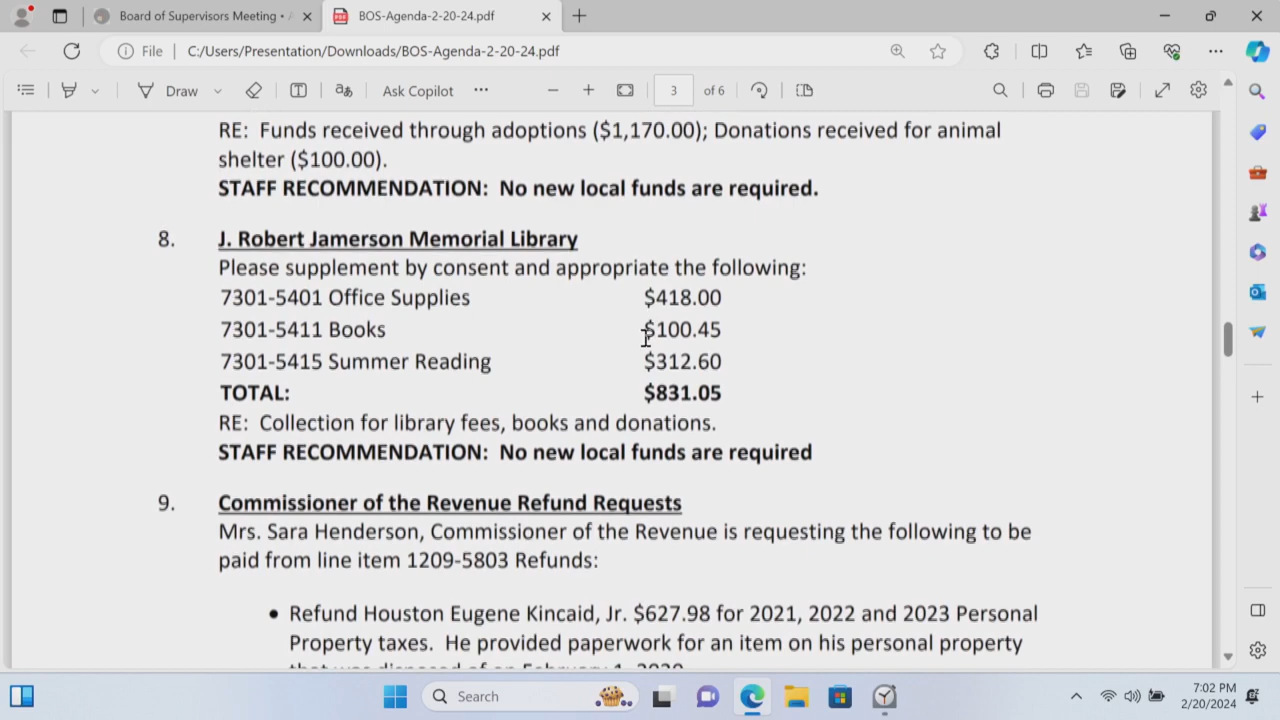 Board of Supervisors Meeting • A
BOS-Agenda-2-20-24.pdf
File
C:/Users/Presentation/Downloads/BOS-Agenda-2-20-24.pdf
Draw
Ask Copilot
3 of 6
RE: Funds received through adoptions ($1,170.00); Donations received for animal
shelter ($100.00).
STAFF RECOMMENDATION: No new local funds are required.
8. J. Robert Jamerson Memorial Library
Please supplement by consent and appropriate the following:
7301-5401 Office Supplies $418.00
7301-5411 Books $100.45
7301-5415 Summer Reading $312.60
TOTAL: $831.05
RE: Collection for library fees, books and donations.
STAFF RECOMMENDATION: No new local funds are required
9. Commissioner of the Revenue Refund Requests
Mrs. Sara Henderson, Commissioner of the Revenue is requesting the following to be
paid from line item 1209-5803 Refunds:
• Refund Houston Eugene Kincaid, Jr. $627.98 for 2021, 2022 and 2023 Personal
Property taxes. He provided paperwork for an item on his personal property
that was disposed of on February 1, 2020
Search
7:02 PM
2/20/2024